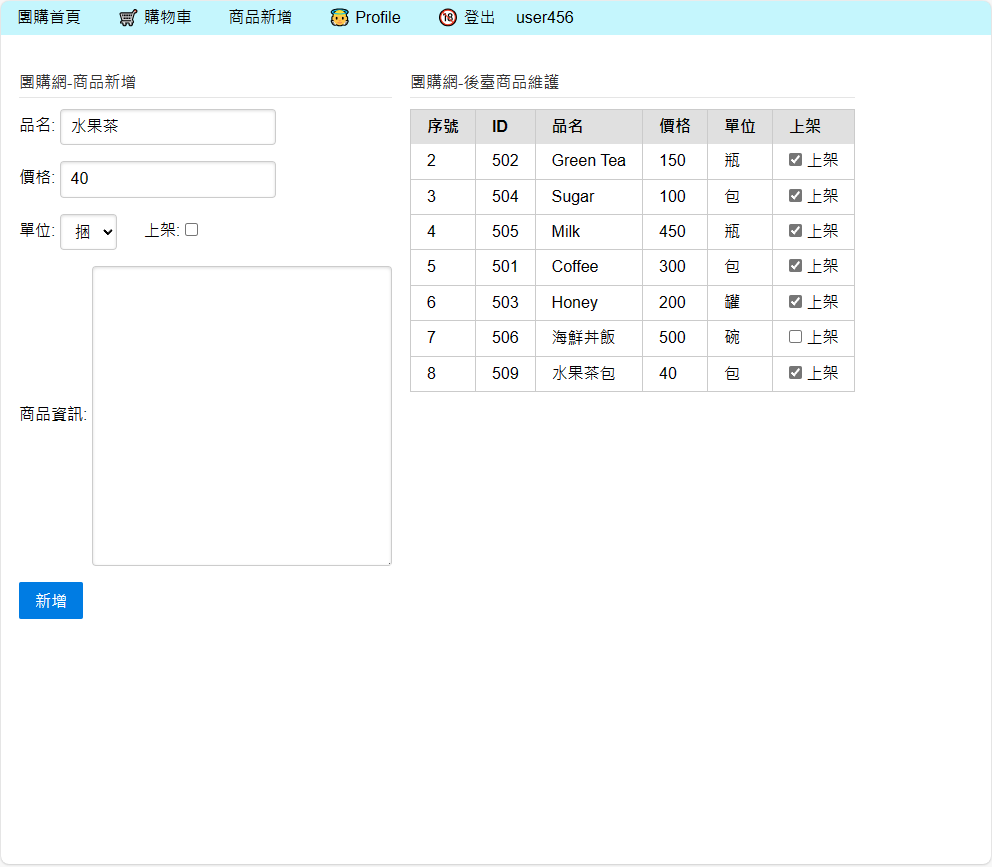 團購首頁 購物車 商品新增 Profile 登出 user456
團購網-商品新增
品名: 水果茶
價格: 40
單位: 捆 上架:
商品資訊:
新增
團購網-後臺商品維護
序號 ID 品名 價格 單位 上架
2 502 Green Tea 150 瓶 上架
3 504 Sugar 100 包 上架
4 505 Milk 450 瓶 上架
5 501 Coffee 300 包 上架
6 503 Honey 200 罐 上架
7 506 海鮮丼飯 500 碗 上架
8 509 水果茶包 40 包 上架